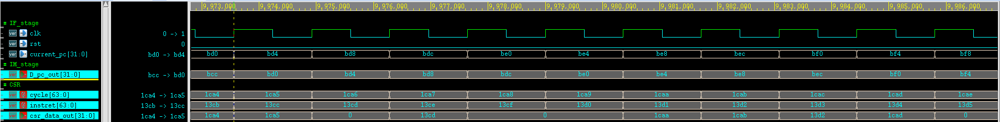 9,973,000 9,974,000 9,975,000 9,976,000 9,977,000 9,978,000 9,979,000 9,980,000 9,981,000 9,982,000 9,983,000 9,984,000 9,985,000 9,986,000
= IF_stage
ver clk 0 -> 1
ver rst 0
ver current_pc[31:0] bd0 -> bd4 bd0 bd4 bd8 bdc be0 be4 be8 bec bf0 bf4 bf8
= IM_stage
ver D_pc_out[31:0] bcc -> bd0 bcc bd0 bd4 bd8 bdc be0 be4 be8 bec bf0 bf4
= CSR
ver cycle[63:0] 1ca4 -> 1ca5 1ca4 1ca5 1ca6 1ca7 1ca8 1ca9 1caa 1cab 1cac 1cad 1cae
ver instret[63:0] 13cb -> 13cc 13cb 13cc 13cd 13ce 13cf 13d0 13d1 13d2 13d3 13d4 13d5
ver csr_data_out[31:0] 1ca4 -> 1ca5 1ca4 1ca5 0 13cd 0 1caa 1cab 13d2 1cad 0